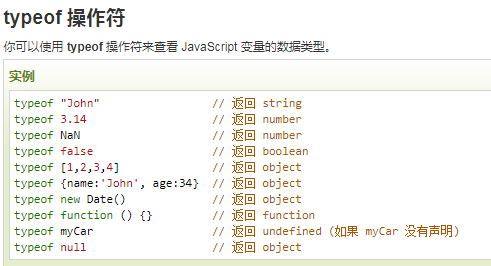 typeof 操作符
你可以使用 typeof 操作符来查看 JavaScript 变量的数据类型。
实例
typeof "John" // 返回 string
typeof 3.14 // 返回 number
typeof NaN // 返回 number
typeof false // 返回 boolean
typeof [1,2,3,4] // 返回 object
typeof {name:'John', age:34} // 返回 object
typeof new Date() // 返回 object
typeof function () {} // 返回 function
typeof myCar // 返回 undefined (如果 myCar 没有声明)
typeof null // 返回 object